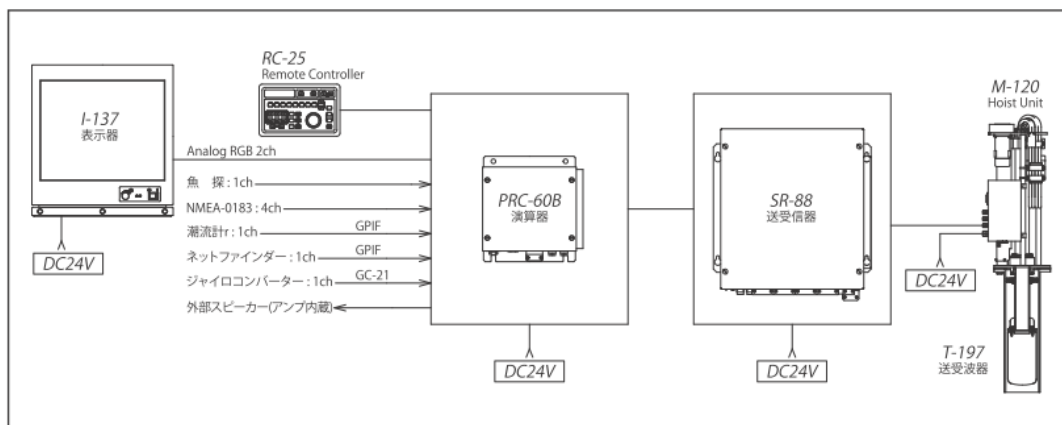 RC-25
Remote Controller
I-137
表示器
Analog RGB 2ch
魚 探 : 1ch
NMEA-0183 : 4ch
潮流計r : 1ch
GPIF
ネットファインダー : 1ch
GPIF
ジャイロコンバーター : 1ch
GC-21
外部スピーカー(アンプ内蔵)
DC24V
PRC-60B
演算器
DC24V
SR-88
送受信器
DC24V
M-120
Hoist Unit
DC24V
T-197
送受波器